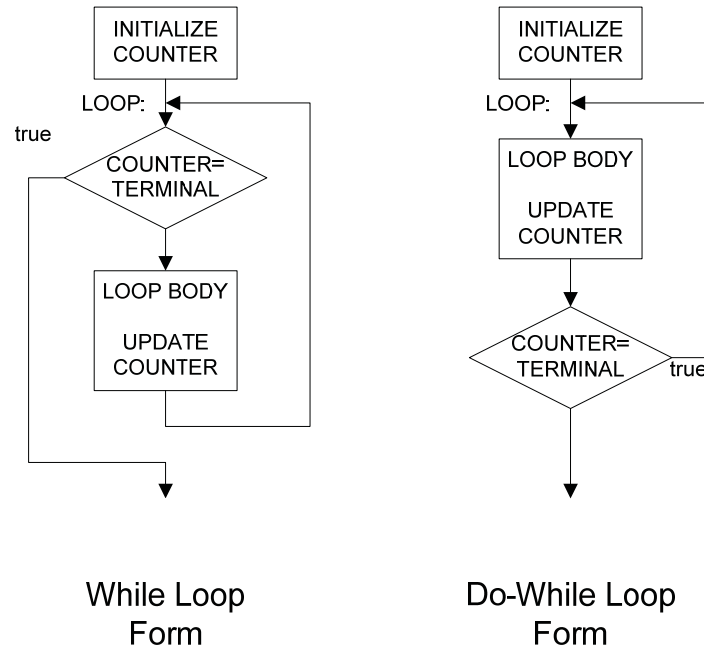 INITIALIZE
COUNTER
LOOP:
true
COUNTER=
TERMINAL
LOOP BODY
UPDATE
COUNTER
While Loop
Form
INITIALIZE
COUNTER
LOOP:
LOOP BODY
UPDATE
COUNTER
COUNTER=
TERMINAL
true
Do-While Loop
Form